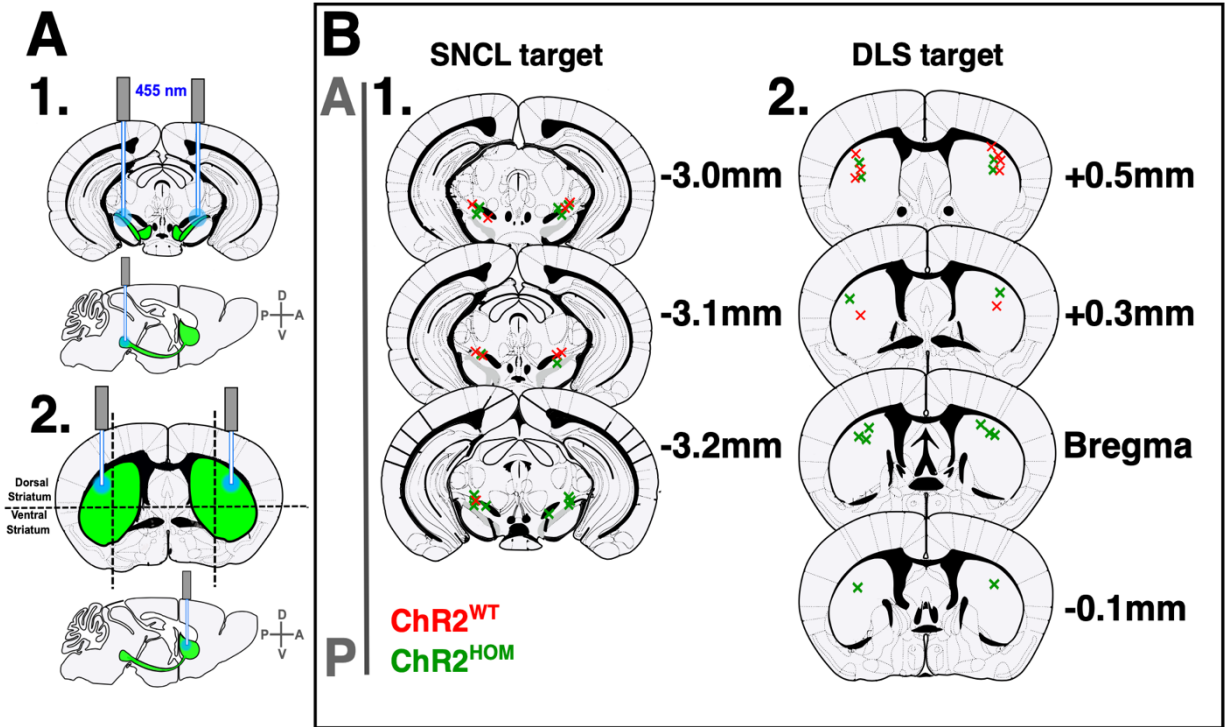 A
1.
455 nm
D
P A
V
2.
Dorsal
Striatum
Ventral
Striatum
D
P A
V
B
SNCL target
DLS target
A
1.
-3.0mm
-3.1mm
-3.2mm
ChR2WT
ChR2HOM
P
2.
+0.5mm
+0.3mm
Bregma
-0.1mm